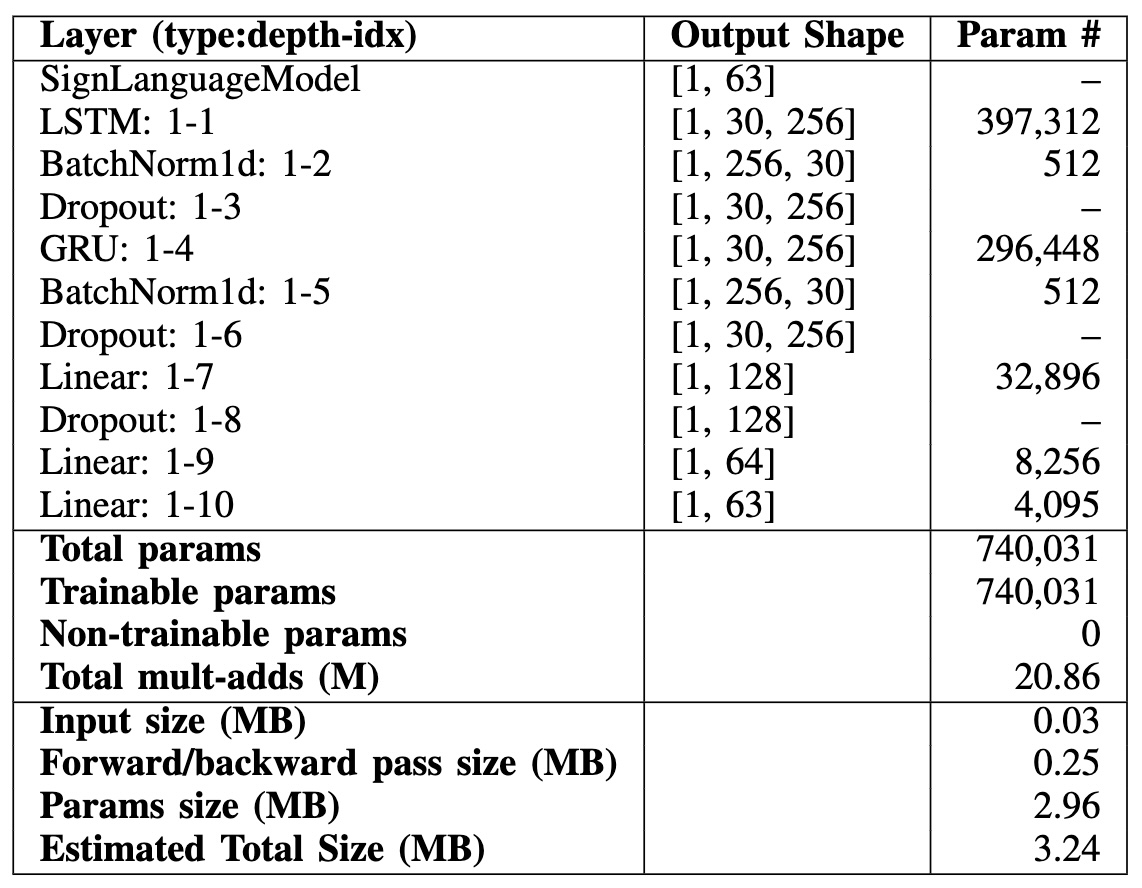 Layer (type:depth-idx) Output Shape Param #
SignLanguageModel [1, 63] –
LSTM: 1-1 [1, 30, 256] 397,312
BatchNorm1d: 1-2 [1, 256, 30] 512
Dropout: 1-3 [1, 30, 256] –
GRU: 1-4 [1, 30, 256] 296,448
BatchNorm1d: 1-5 [1, 256, 30] 512
Dropout: 1-6 [1, 30, 256] –
Linear: 1-7 [1, 128] 32,896
Dropout: 1-8 [1, 128] –
Linear: 1-9 [1, 64] 8,256
Linear: 1-10 [1, 63] 4,095
Total params 740,031
Trainable params 740,031
Non-trainable params 0
Total mult-adds (M) 20.86
Input size (MB) 0.03
Forward/backward pass size (MB) 0.25
Params size (MB) 2.96
Estimated Total Size (MB) 3.24